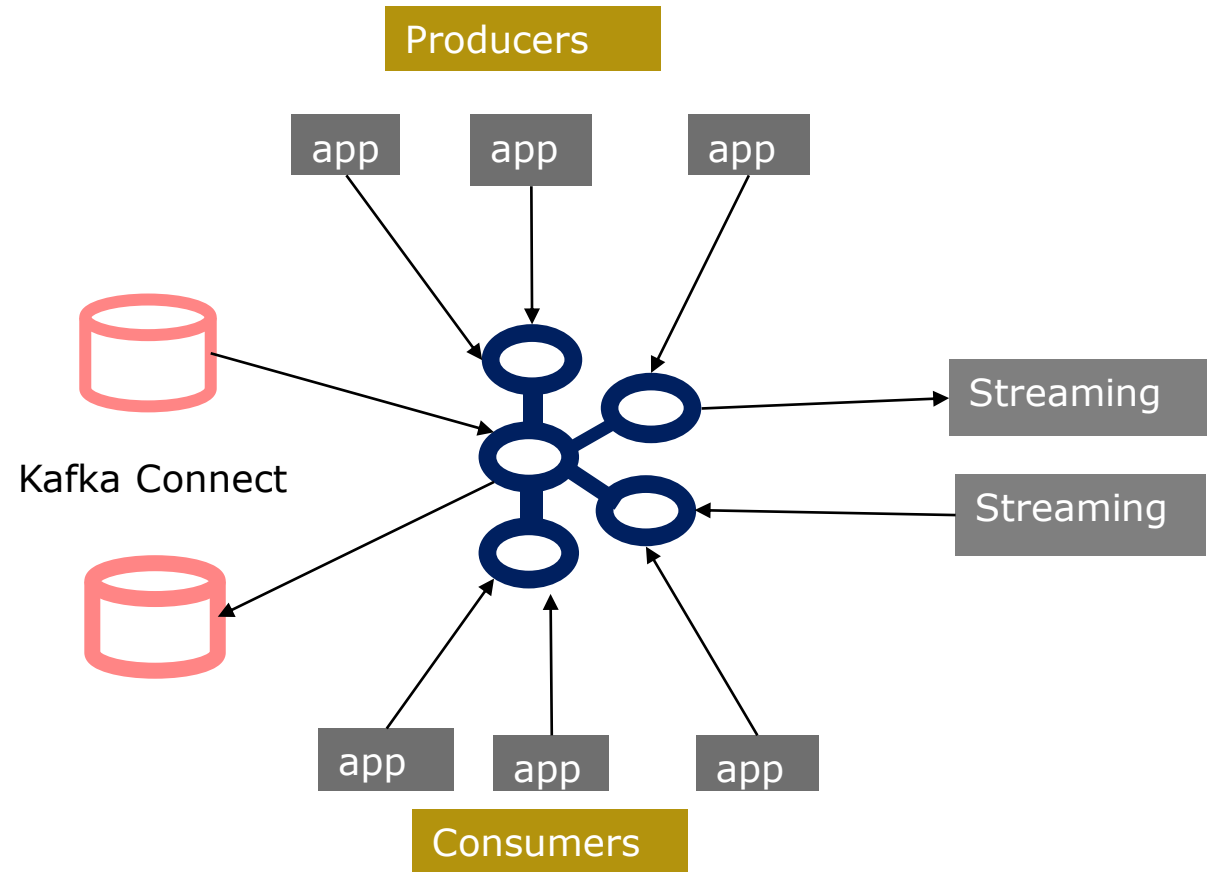 Producers
app
app
app
Streaming
Kafka Connect
Streaming
app
app
app
Consumers